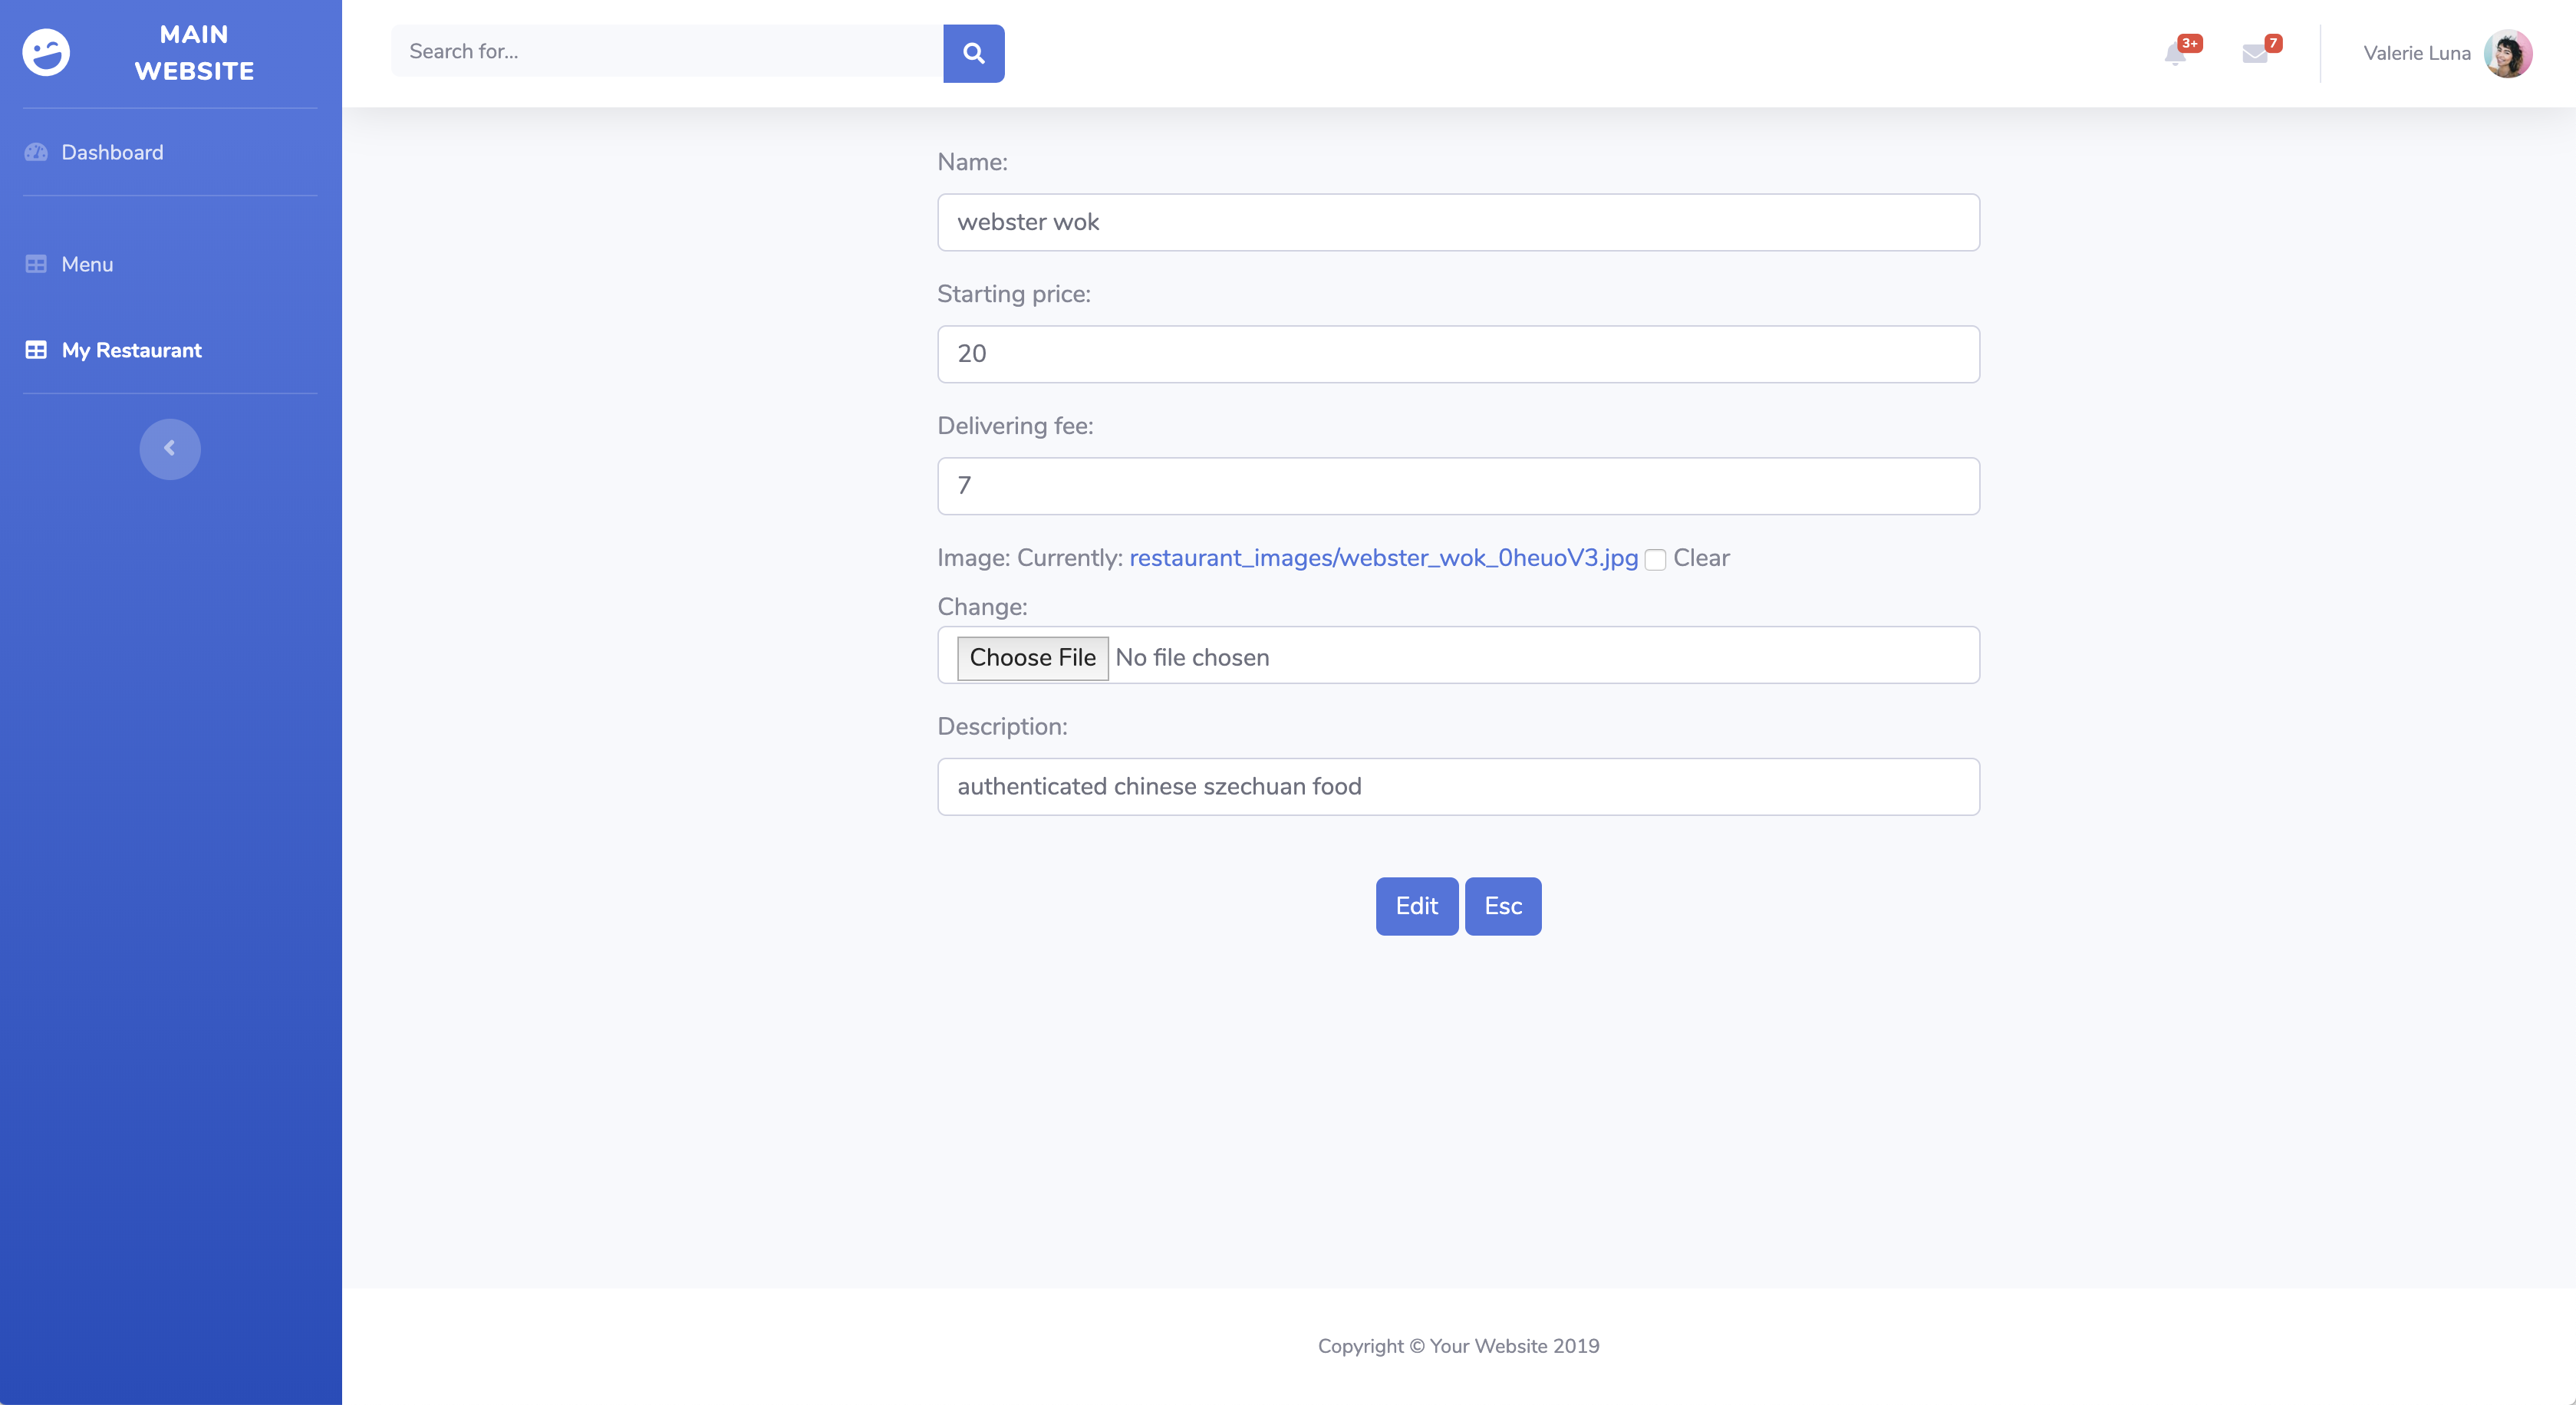 MAIN
WEBSITE
Dashboard
Menu
My Restaurant
Search for...
3+
7
Valerie Luna
Name:
webster wok
Starting price:
20
Delivering fee:
7
Image: Currently: restaurant_images/webster_wok_0heuoV3.jpg Clear
Change:
Choose File No file chosen
Description:
authenticated chinese szechuan food
Edit Esc
Copyright © Your Website 2019